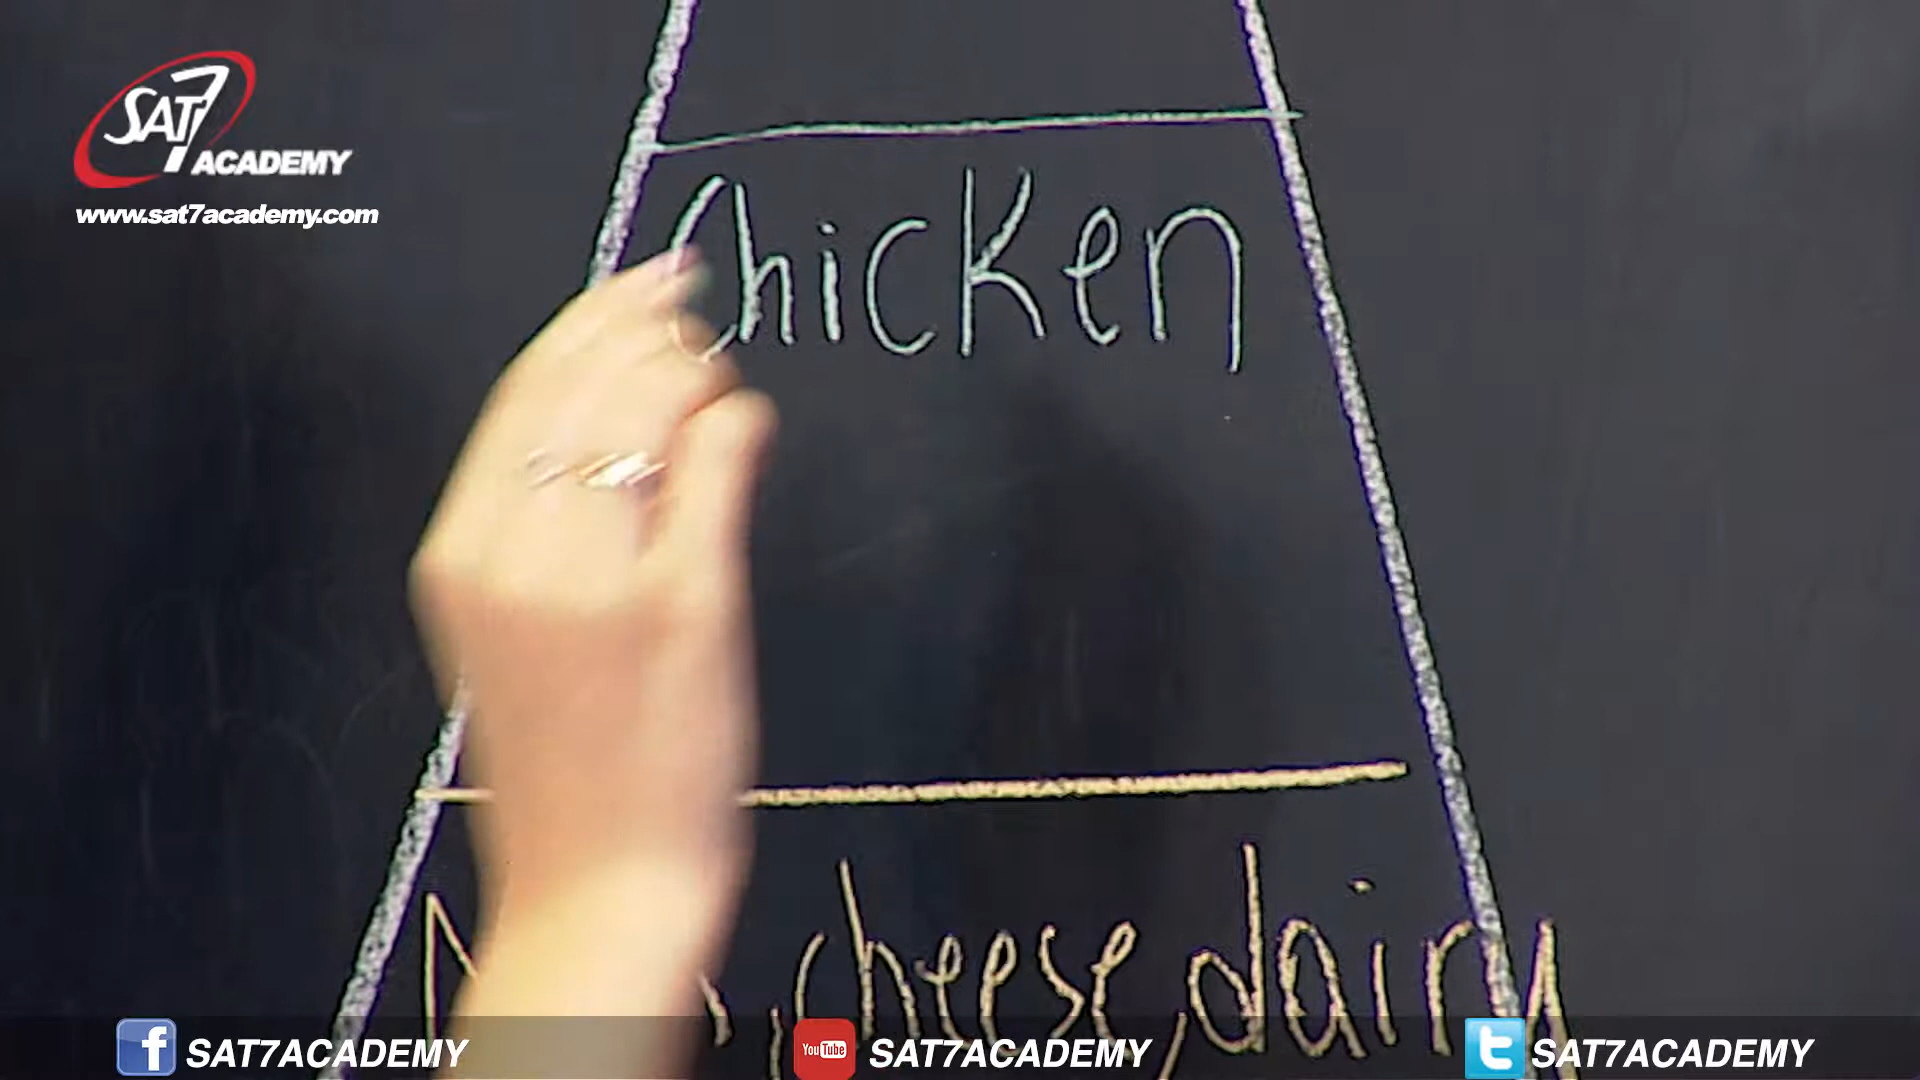 SAT7
ACADEMY
www.sat7academy.com
Chicken
, cheese, dairy
SAT7ACADEMY
You Tube SAT7ACADEMY
SAT7ACADEMY